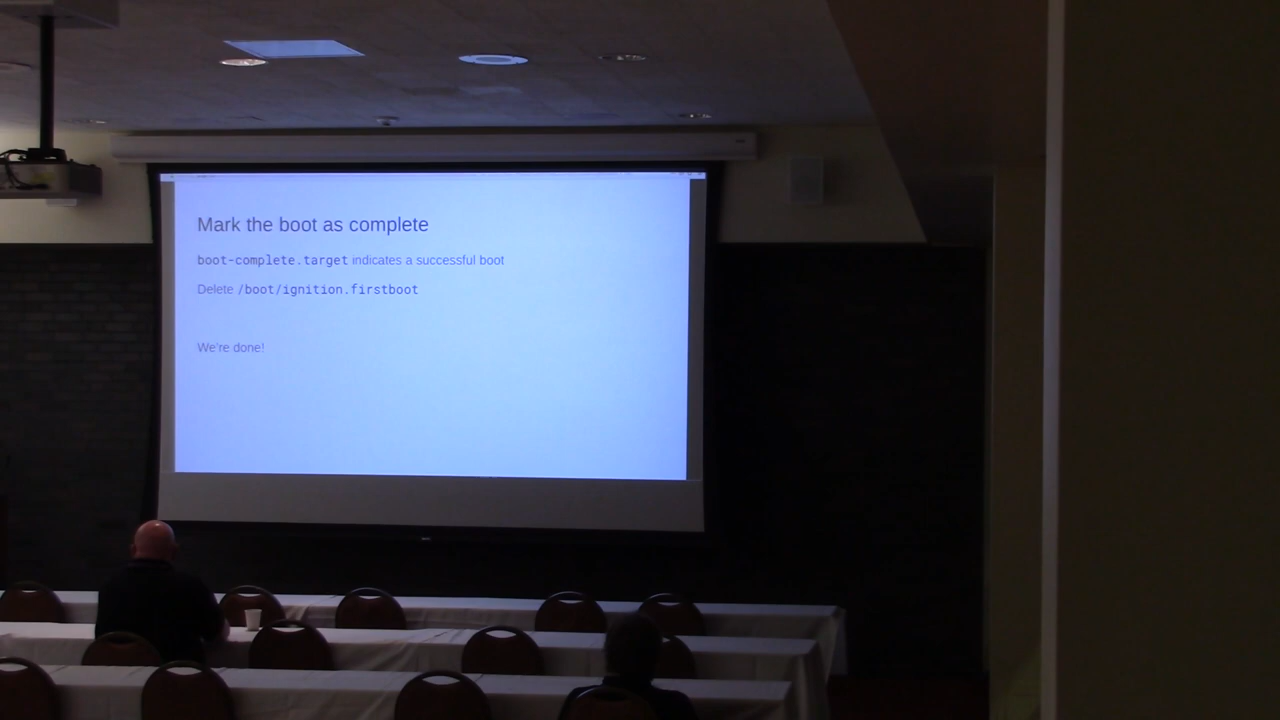 Mark the boot as complete
boot-complete.target indicates a successful boot
Delete /boot/ignition.firstboot
We're done!